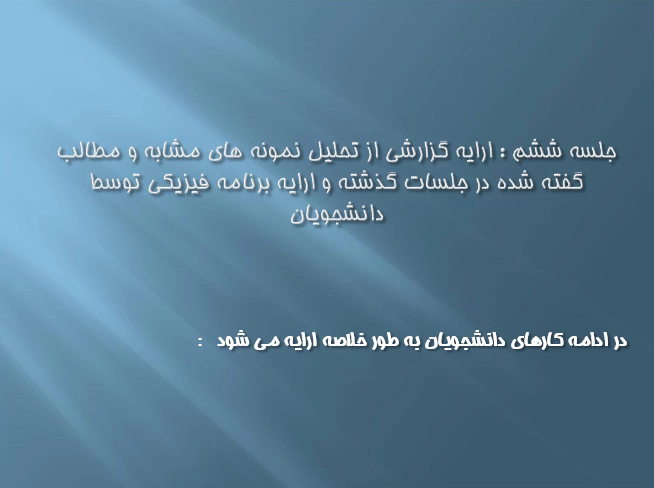 جلسه ششم : ارایه گزارشی از تحلیل نمونه های مشابه و مطالب
گفته شده در جلسات گذشته و ارایه برنامه فیزیکی توسط
دانشجویان
در ادامه کارهای دانشجویان به طور خلاصه ارایه می شود :